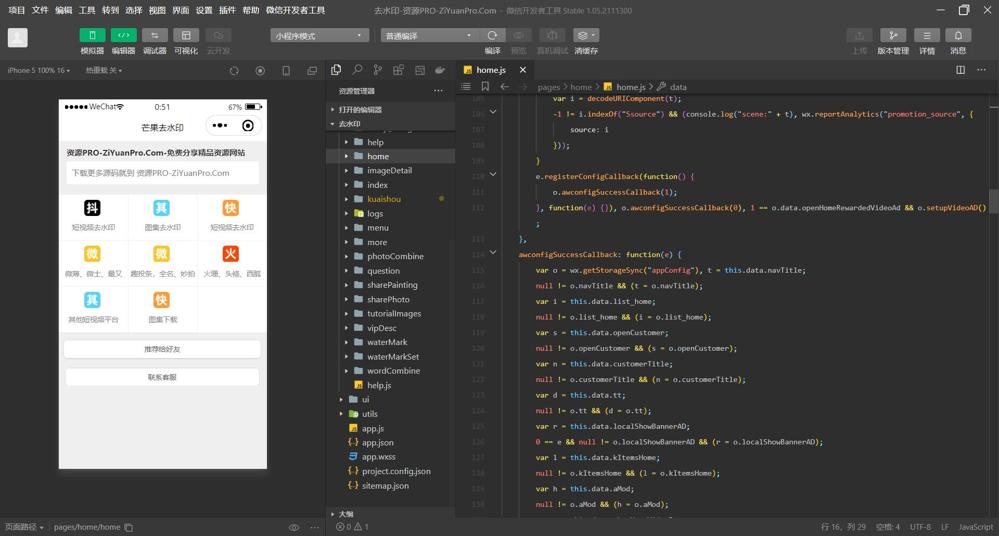 项目 文件 编辑 工具 转到 选择 视图 界面 设置 插件 帮助 微信开发者工具
去水印-资源PRO-ZiYuanPro.Com - 微信开发者工具 Stable 1.05.2111300
模拟器 编辑器 调试器 可视化 云开发
小程序模式 普通编译
编译 预览 真机调试 清缓存
上传 版本管理 详情 消息
iPhone 5 100% 16 热重载 关
●●●●● WeChat 0:51 67%
芒果去水印
资源PRO-ZiYuanPro.Com-免费分享精品资源网站
下载更多源码就到 资源PRO-ZiYuanPro.Com
抖 其 快
短视频去水印 图集去水印 短视频去水印
微 微 火
微筹、微士、最又 趣投条、全名、妙拍 火珊、头格、西瓢
其 快
其他短视频平台 图集下载
推荐给好友
联系客服
页面路径 pages/home/home
资源管理器
打开的编辑器
去水印
help
home
imageDetail
index
kuaishou
logs
menu
more
photoCombine
question
sharePainting
sharePhoto
tutorialImages
vipDesc
waterMark
waterMarkSet
wordCombine
help.js
ui
utils
app.js
app.json
app.wxss
project.config.json
sitemap.json
大纲
0 1
home.js
pages > home > home.js > data
105 var i = decodeURIComponent(t);
106 -1 != i.indexOf("Ssource") && (console.log("scene:" + t), wx.reportAnalytics("promotion_source", {
107 source: i
108 }));
109 }
110 e.registerConfigCallback(function() {
111 o.awconfigSuccessCallback(1);
112 }, function(e) {}), o.awconfigSuccessCallback(0), 1 == o.data.openHomeRewardedVideoAd && o.setupVideoAD()
;
113 },
114 awconfigSuccessCallback: function(e) {
115 var o = wx.getStorageSync("appConfig"), t = this.data.navTitle;
116 null != o.navTitle && (t = o.navTitle);
117 var i = this.data.list_home;
118 null != o.list_home && (i = o.list_home);
119 var s = this.data.openCustomer;
120 null != o.openCustomer && (s = o.openCustomer);
121 var n = this.data.customerTitle;
122 null != o.customerTitle && (n = o.customerTitle);
123 var d = this.data.tt;
124 null != o.tt && (d = o.tt);
125 var r = this.data.localShowBannerAD;
126 0 == e && null != o.localShowBannerAD && (r = o.localShowBannerAD);
127 var l = this.data.kItemsHome;
128 null != o.kItemsHome && (l = o.kItemsHome);
129 var h = this.data.aMod;
130 null != o.aMod && (h = o.aMod);
行 16，列 29 空格: 4 UTF-8 LF JavaScript